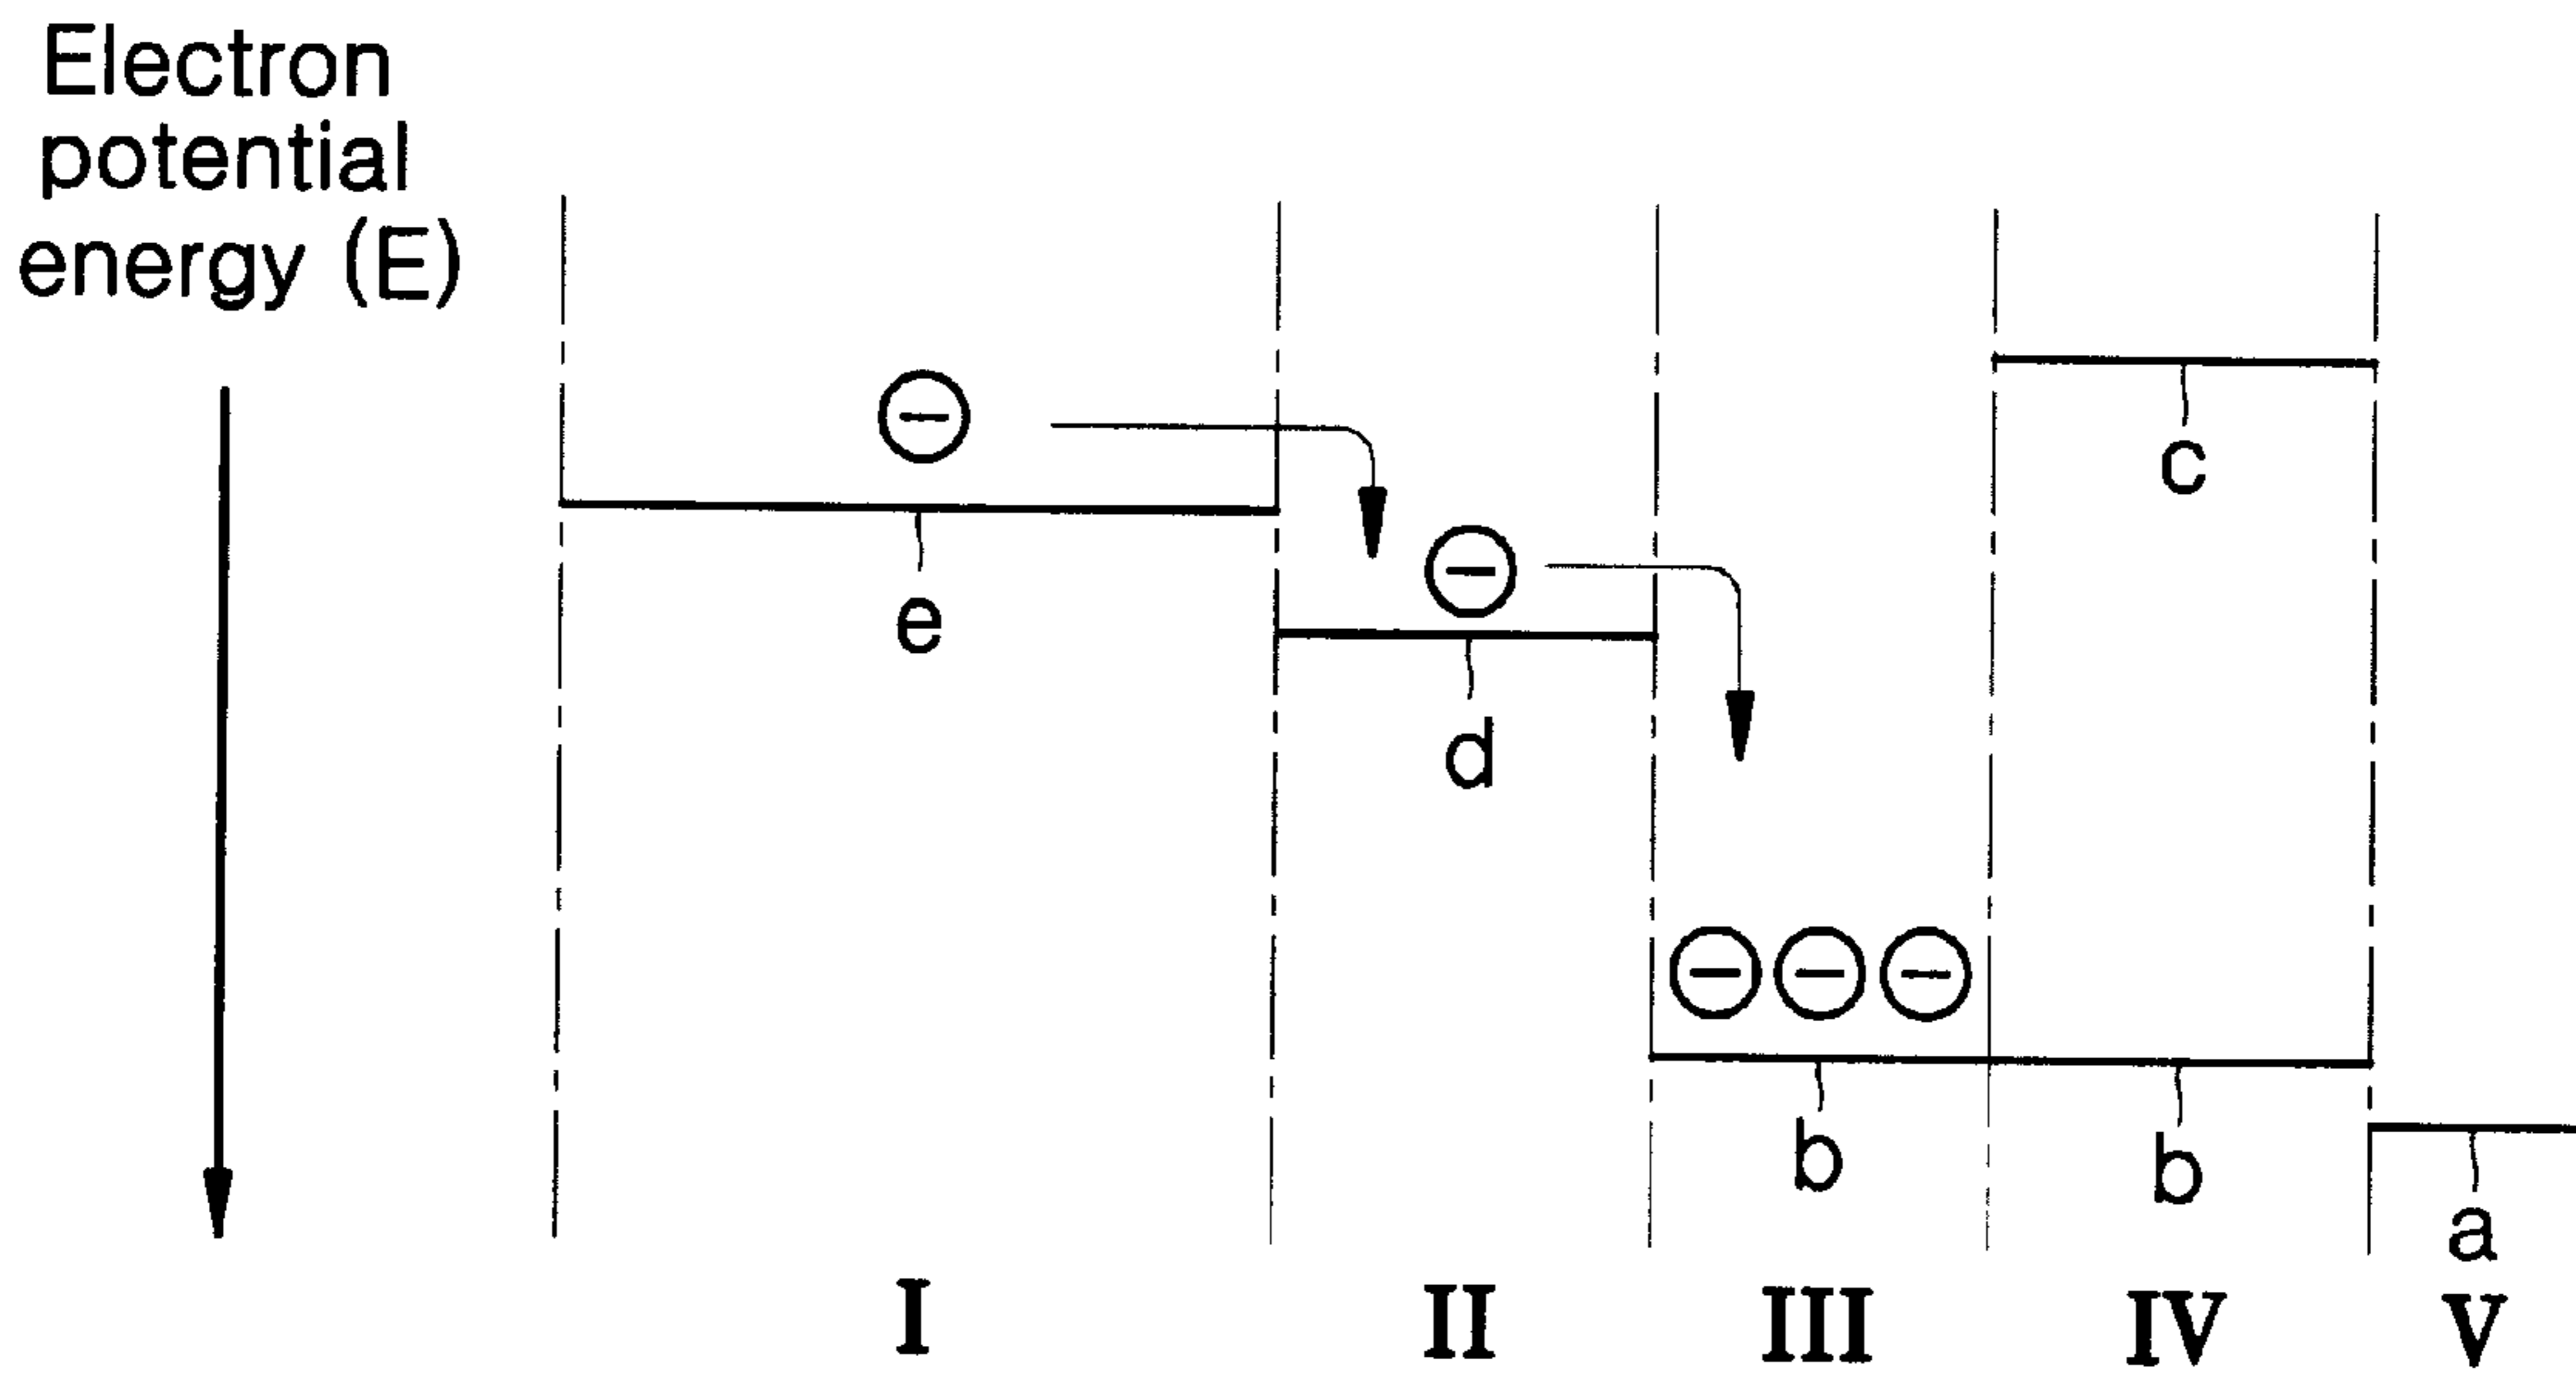 Electron
potential
energy (E)
c
e
d
b
b
a
I
II
III
IV
V